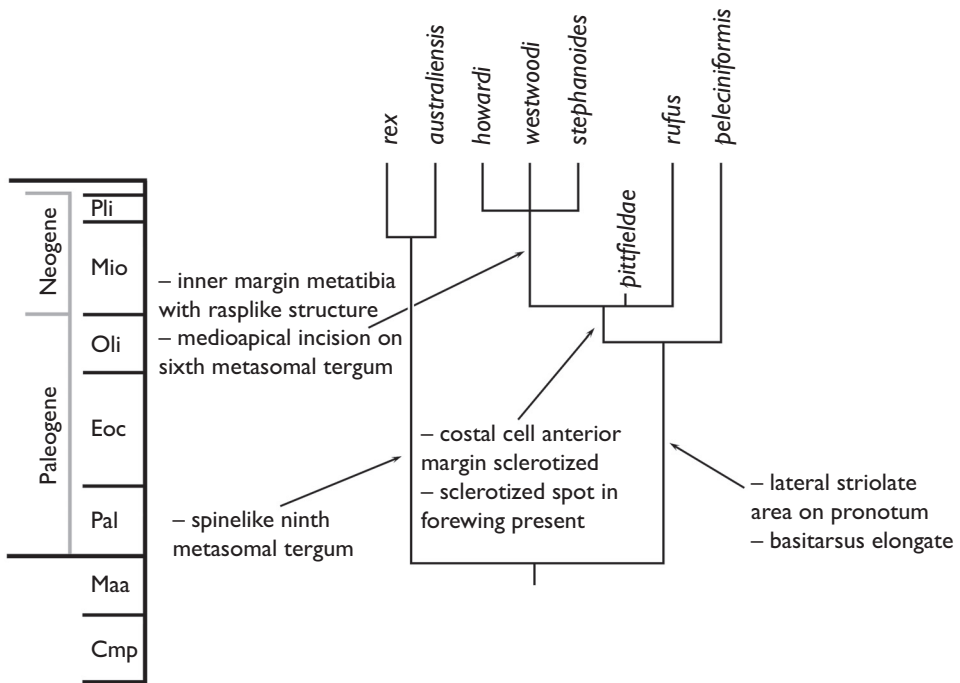 rex
australiensis
howardi
westwoodi
stephanoides
rufus
peleciniformis
pittfieldae
Neogene
Paleogene
Pli
Mio
Oli
Eoc
Pal
Maa
Cmp
– inner margin metatibia
with rasplike structure
– medioapical incision on
sixth metasomal tergum
– costal cell anterior
margin sclerotized
– sclerotized spot in
forewing present
– spinelike ninth
metasomal tergum
– lateral striolate
area on pronotum
– basitarsus elongate